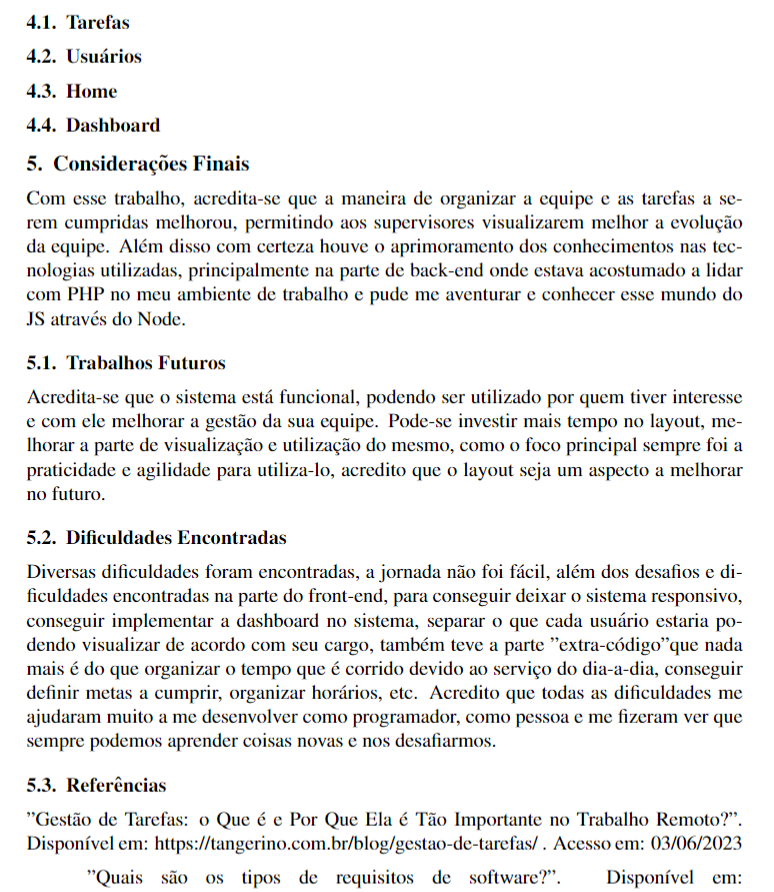 4.1. Tarefas
4.2. Usuários
4.3. Home
4.4. Dashboard
5. Considerações Finais
Com esse trabalho, acredita-se que a maneira de organizar a equipe e as tarefas a se-
rem cumpridas melhorou, permitindo aos supervisores visualizarem melhor a evolução
da equipe. Além disso com certeza houve o aprimoramento dos conhecimentos nas tec-
nologias utilizadas, principalmente na parte de back-end onde estava acostumado a lidar
com PHP no meu ambiente de trabalho e pude me aventurar e conhecer esse mundo do
JS através do Node.
5.1. Trabalhos Futuros
Acredita-se que o sistema está funcional, podendo ser utilizado por quem tiver interesse
e com ele melhorar a gestão da sua equipe. Pode-se investir mais tempo no layout, me-
lhorar a parte de visualização e utilização do mesmo, como o foco principal sempre foi a
praticidade e agilidade para utiliza-lo, acredito que o layout seja um aspecto a melhorar
no futuro.
5.2. Dificuldades Encontradas
Diversas dificuldades foram encontradas, a jornada não foi fácil, além dos desafios e di-
ficuldades encontradas na parte do front-end, para conseguir deixar o sistema responsivo,
conseguir implementar a dashboard no sistema, separar o que cada usuário estaria po-
dendo visualizar de acordo com seu cargo, também teve a parte ”extra-código”que nada
mais é do que organizar o tempo que é corrido devido ao serviço do dia-a-dia, conseguir
definir metas a cumprir, organizar horários, etc. Acredito que todas as dificuldades me
ajudaram muito a me desenvolver como programador, como pessoa e me fizeram ver que
sempre podemos aprender coisas novas e nos desafiarmos.
5.3. Referências
”Gestão de Tarefas: o Que é e Por Que Ela é Tão Importante no Trabalho Remoto?”.
Disponível em: https://tangerino.com.br/blog/gestao-de-tarefas/ . Acesso em: 03/06/2023
”Quais são os tipos de requisitos de software?”. Disponível em: